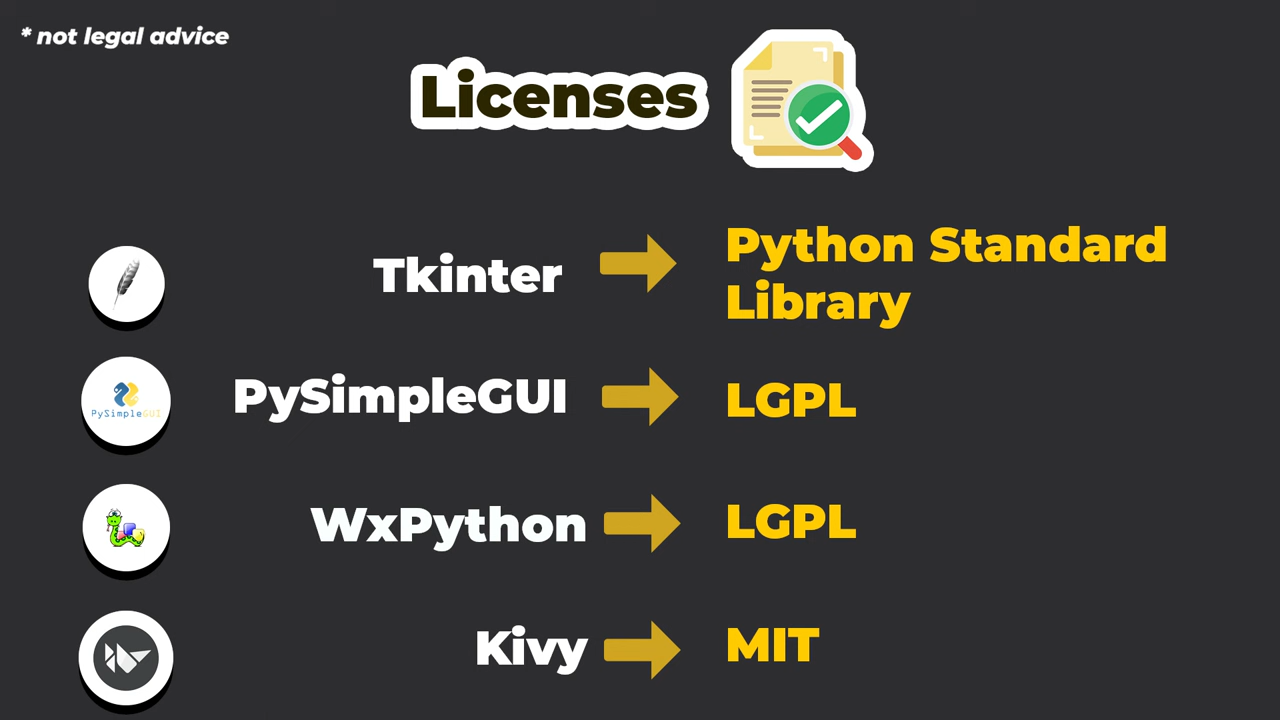 * not legal advice
Licenses
Tkinter
Python Standard
Library
PySimpleGUI
PySimpleGUI
LGPL
WxPython
LGPL
Kivy
MIT